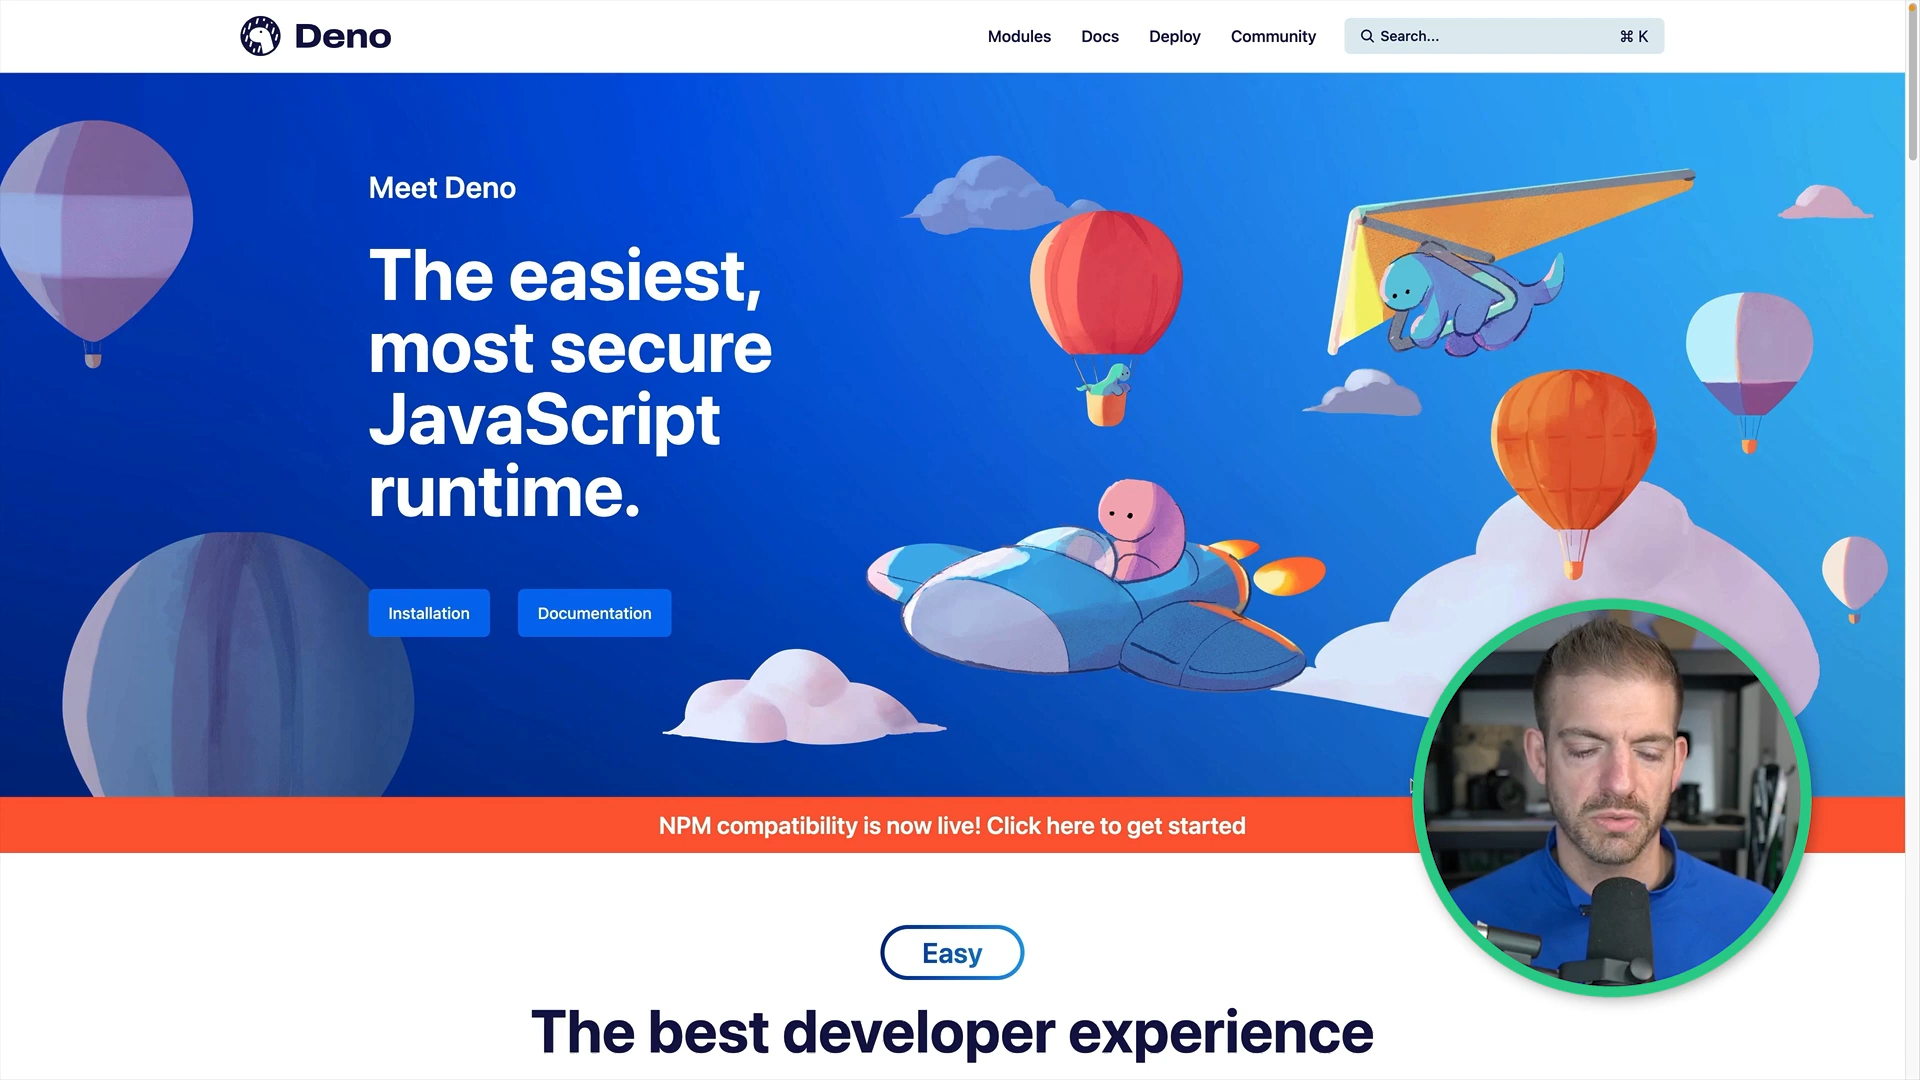 Deno
Modules
Docs
Deploy
Community
Search...
⌘ K
Meet Deno
The easiest,
most secure
JavaScript
runtime.
Installation
Documentation
NPM compatibility is now live! Click here to get started
Easy
The best developer experience